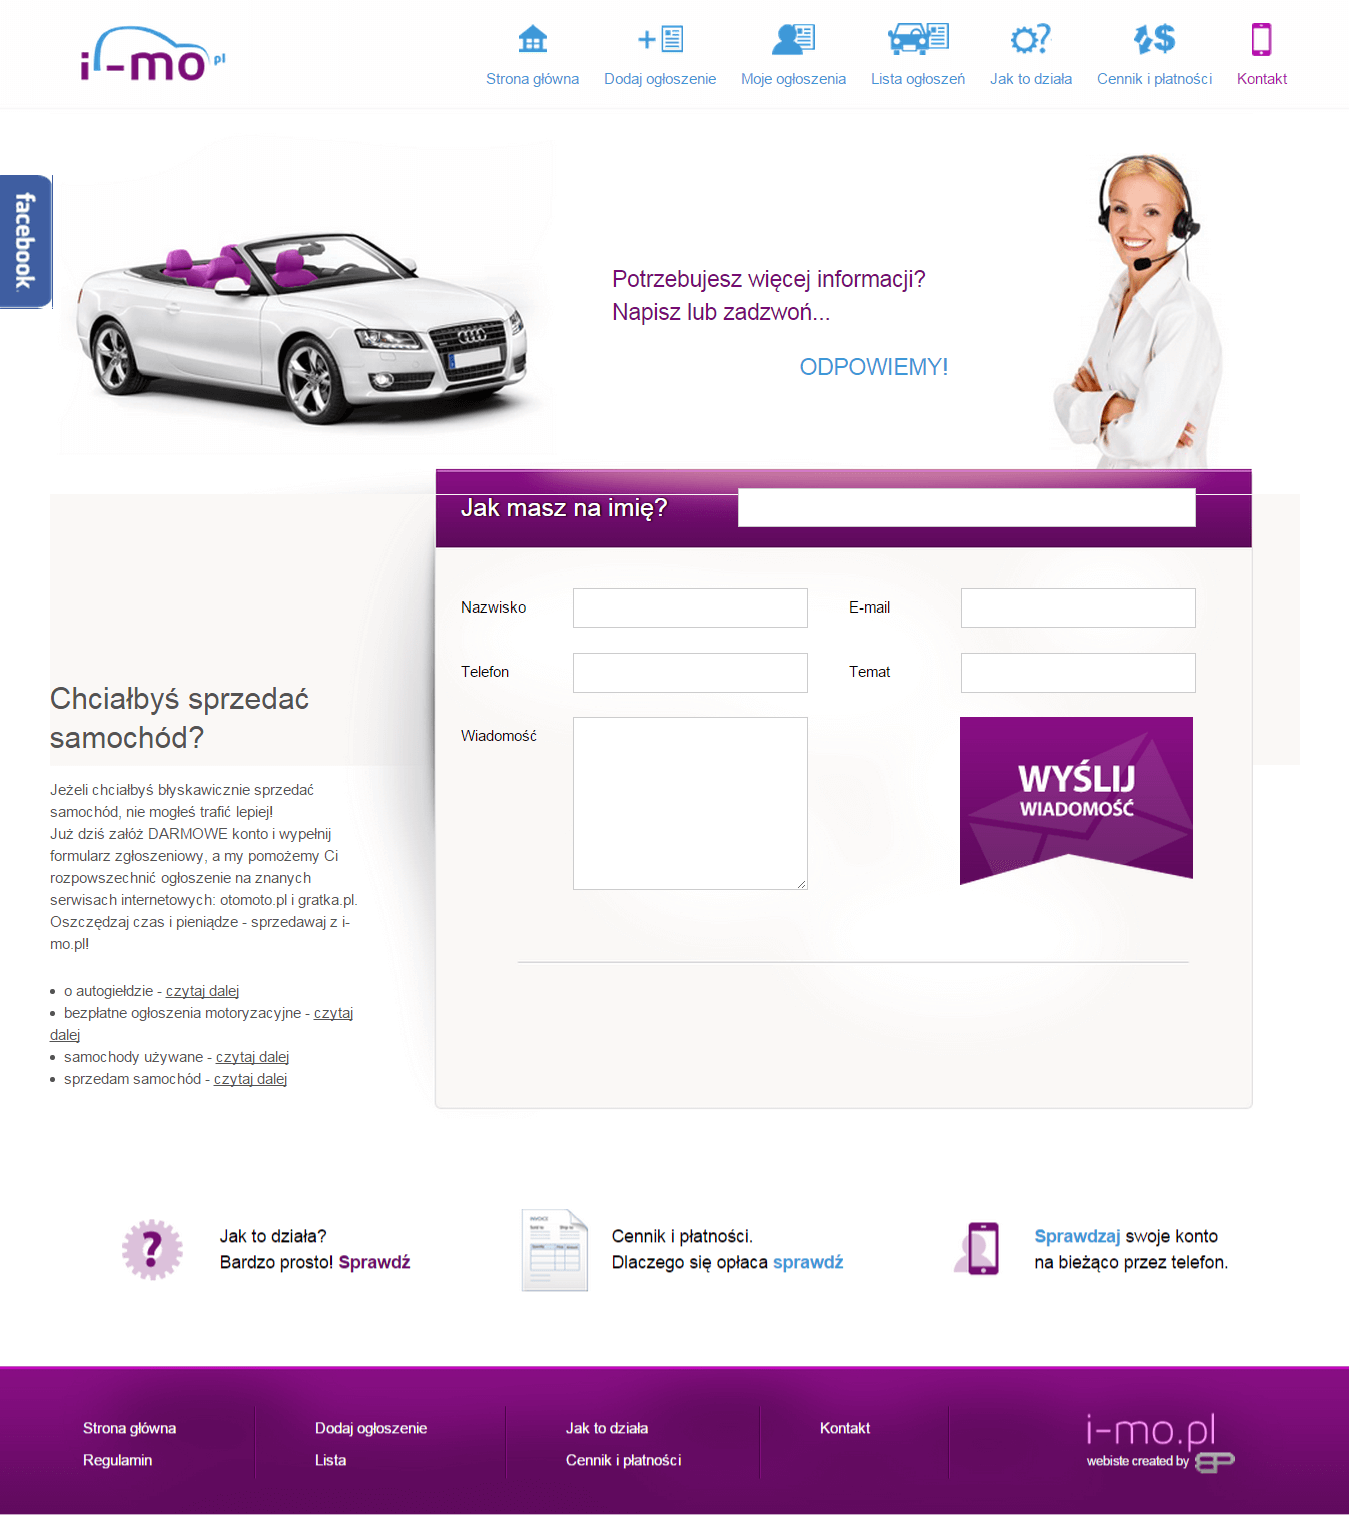 i-mo pl
Strona główna
Dodaj ogłoszenie
Moje ogłoszenia
Lista ogłoszeń
Jak to działa
Cennik i płatności
Kontakt
facebook
Potrzebujesz więcej informacji?
Napisz lub zadzwoń...
ODPOWIEMY!
Jak masz na imię?
Nazwisko
E-mail
Telefon
Temat
Wiadomość
WYŚLIJ
WIADOMOŚĆ
Chciałbyś sprzedać
samochód?
Jeżeli chciałbyś błyskawicznie sprzedać
samochód, nie mogłeś trafić lepiej!
Już dziś załóż DARMOWE konto i wypełnij
formularz zgłoszeniowy, a my pomożemy Ci
rozpowszechnić ogłoszenie na znanych
serwisach internetowych: otomoto.pl i gratka.pl.
Oszczędzaj czas i pieniądze - sprzedawaj z i-
mo.pl!
o autogiełdzie - czytaj dalej
bezpłatne ogłoszenia motoryzacyjne - czytaj
dalej
samochody używane - czytaj dalej
sprzedam samochód - czytaj dalej
?
Jak to działa?
Bardzo prosto! Sprawdź
INVOICE
Cennik i płatności.
Dlaczego się opłaca sprawdź
Sprawdzaj swoje konto
na bieżąco przez telefon.
Strona główna
Regulamin
Dodaj ogłoszenie
Lista
Jak to działa
Cennik i płatności
Kontakt
i-mo.pl
webiste created by